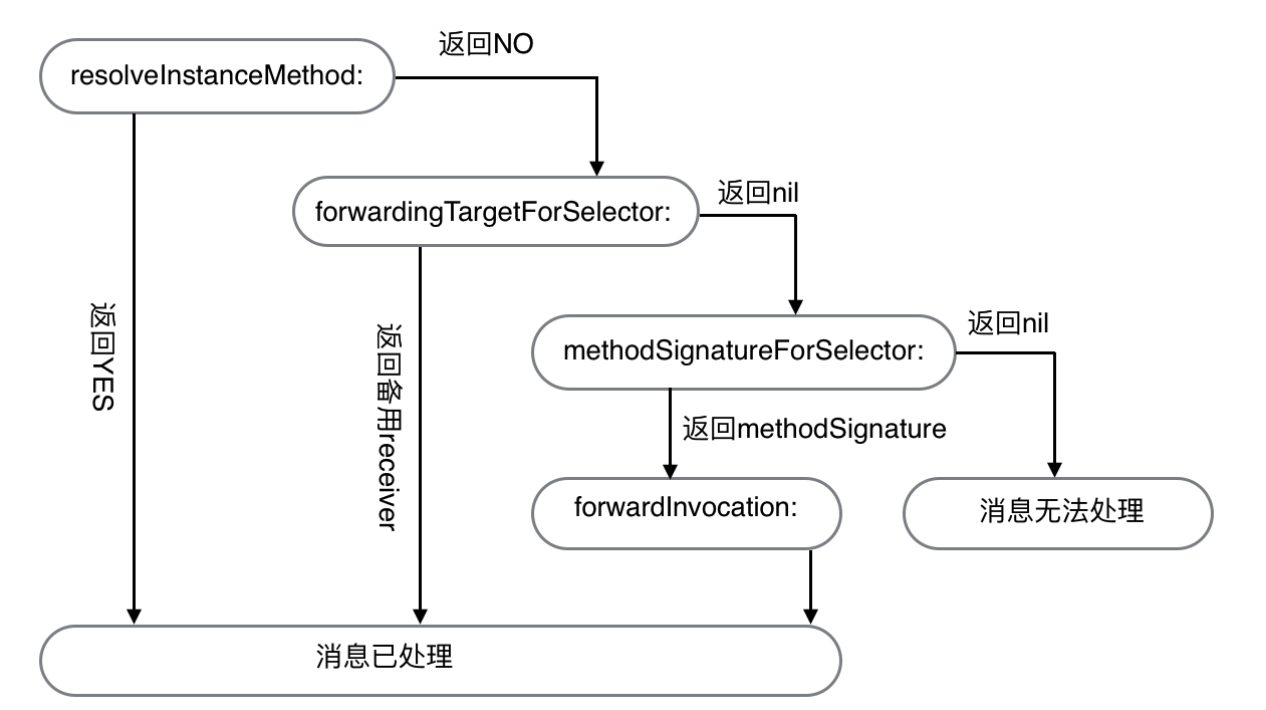 返回NO
resolveInstanceMethod:
返回nil
forwardingTargetForSelector:
返回nil
methodSignatureForSelector:
返回YES
返回备用receiver
返回methodSignature
forwardInvocation:
消息无法处理
消息已处理